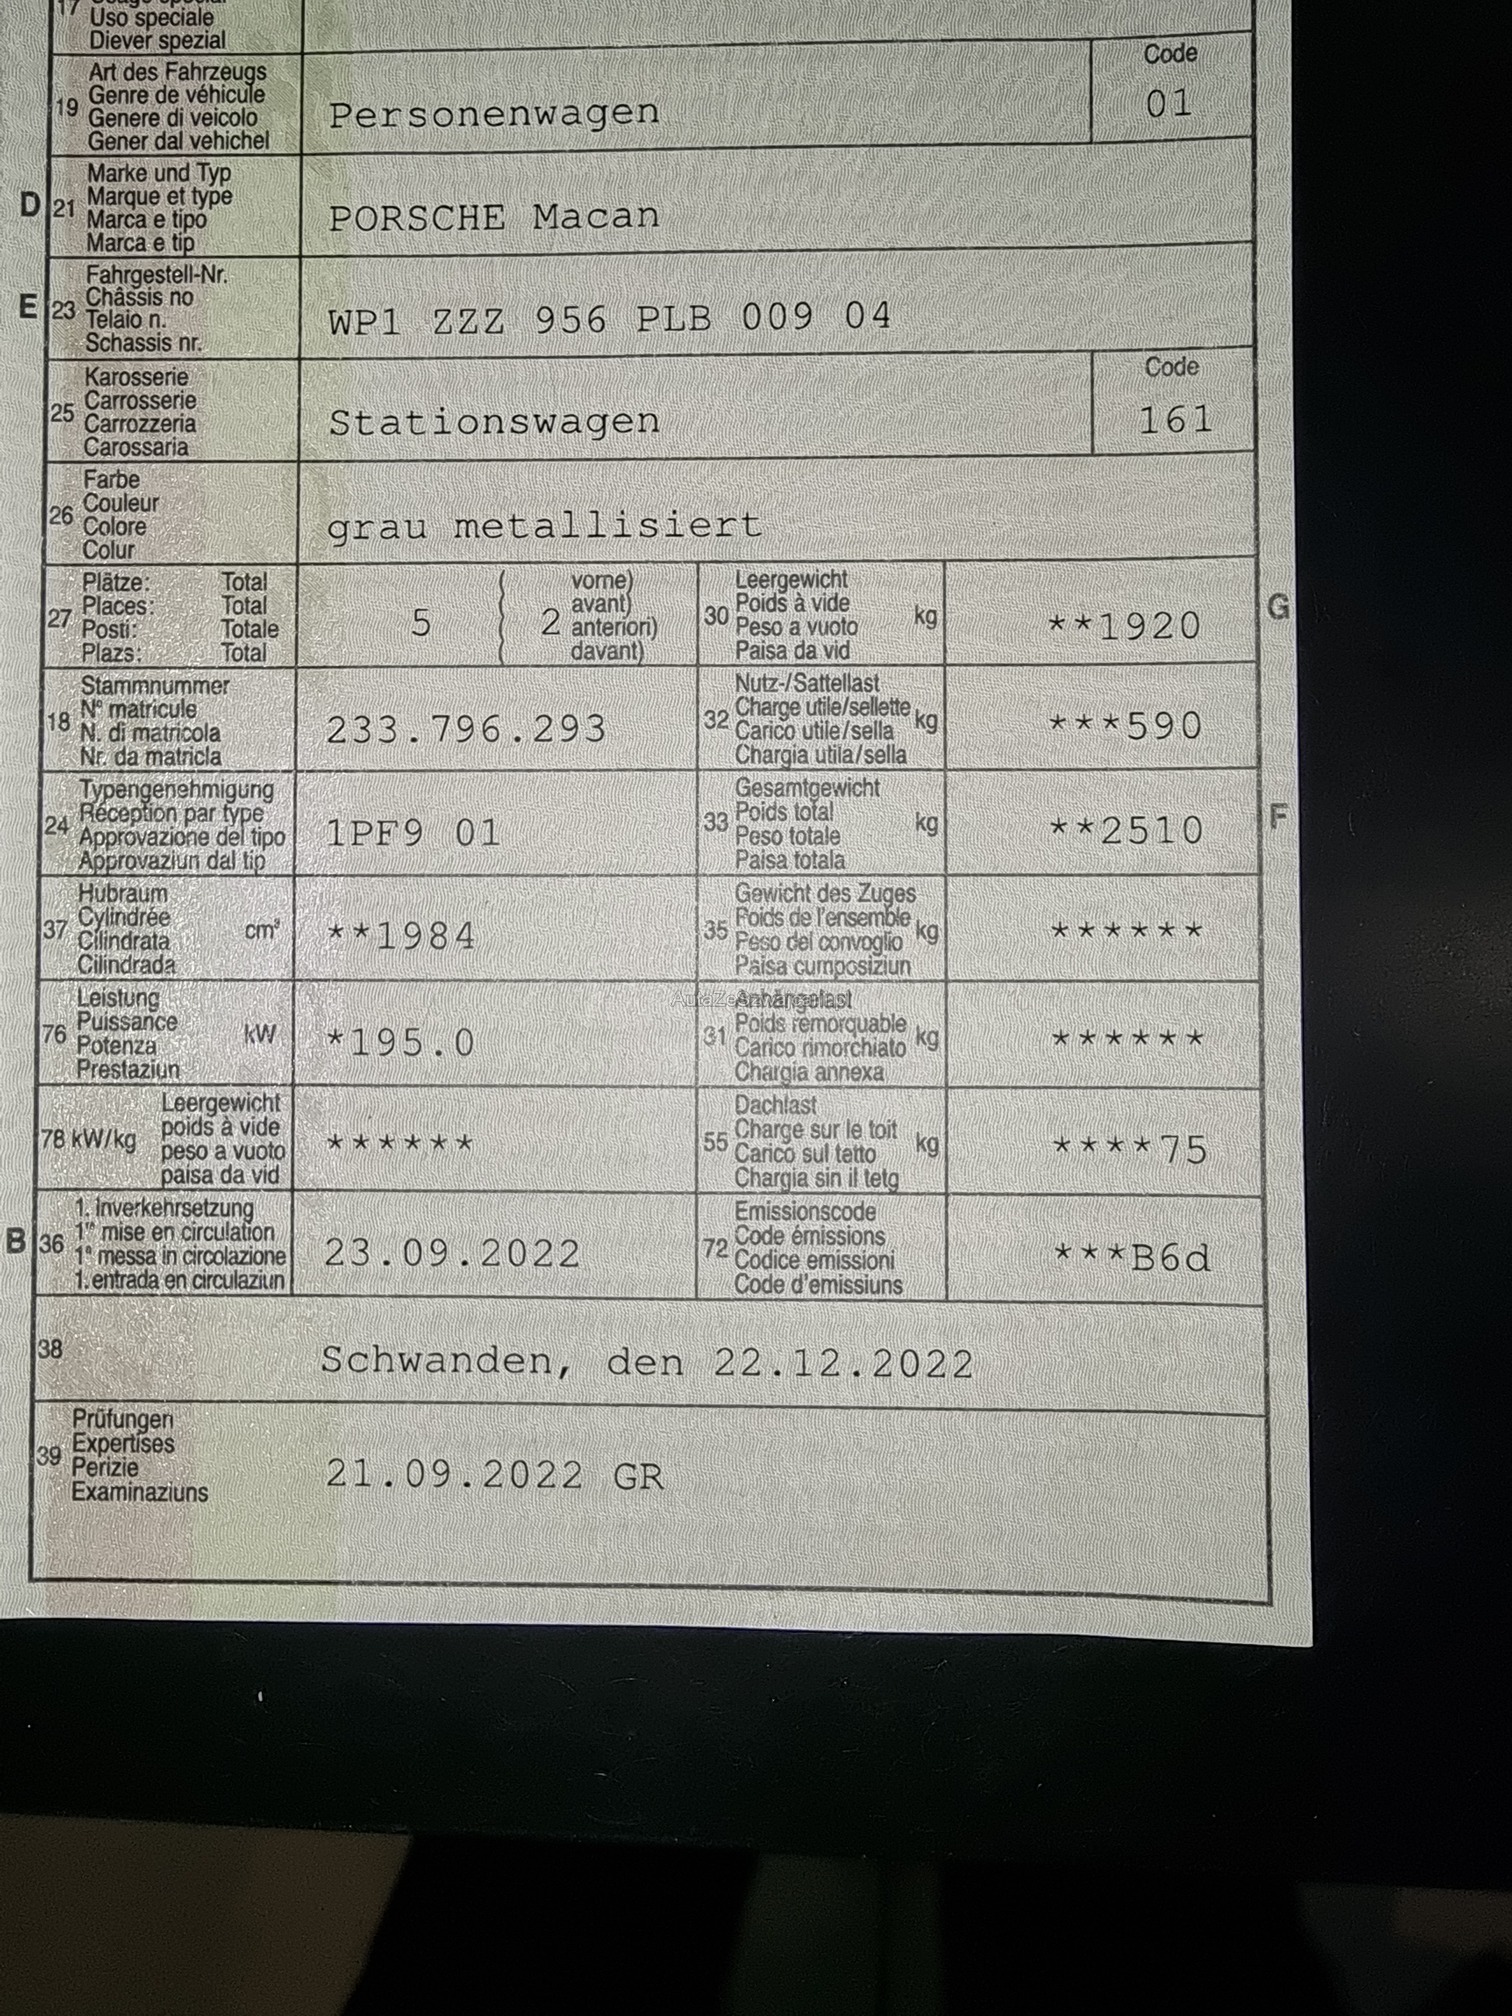 17 Usage spécial
Uso speciale
Diever spezial
Art des Fahrzeugs
19 Genre de véhicule
Genere di veicolo
Gener dal vehichel
Personenwagen
Code
01
Marke und Typ
D 21 Marque et type
Marca e tipo
Marca e tip
PORSCHE Macan
Fahrgestell-Nr.
E 23 Châssis no
Telaio n.
Schassis nr.
WP1 ZZZ 956 PLB 009 04
Karosserie
25 Carrosserie
Carrozzeria
Carossaria
Stationswagen
Code
161
Farbe
26 Couleur
Colore
Colur
grau metallisiert
Plätze: Total
27 Places: Total
Posti: Totale
Plazs: Total
5
2
vorne)
avant)
anteriori)
davant)
Leergewicht
30 Poids à vide kg
Peso a vuoto
Paisa da vid
**1920
G
Stammnummer
18 N° matricule
N. di matricola
Nr. da matricla
233.796.293
Nutz-/Sattellast
32 Charge utile/sellette kg
Carico utile/sella
Chargia utila/sella
***590
Typengenehmigung
24 Réception par type
Approvazione del tipo
Approvaziun dal tip
1PF9 01
Gesamtgewicht
33 Poids total kg
Peso totale
Paisa totala
**2510
F
Hubraum
37 Cylindrée cm³
Cilindrata
Cilindrada
**1984
Gewicht des Zuges
35 Poids de l'ensemble kg
Peso del convoglio
Paisa cumposiziun
******
Leistung
76 Puissance kW
Potenza
Prestaziun
*195.0
Anhängelast
31 Poids remorquable kg
Carico rimorchiato
Chargia annexa
******
Leergewicht
78 kW/kg poids à vide
peso a vuoto
paisa da vid
******
Dachlast
55 Charge sur le toit kg
Carico sul tetto
Chargia sin il tetg
****75
1. Inverkehrsetzung
B 36 1re mise en circulation
1a messa in circolazione
1. entrada en circulaziun
23.09.2022
Emissionscode
72 Code émissions
Codice emissioni
Code d'emissiuns
***B6d
38 Schwanden, den 22.12.2022
Prüfungen
39 Expertises
Perizie
Examinaziuns
21.09.2022 GR